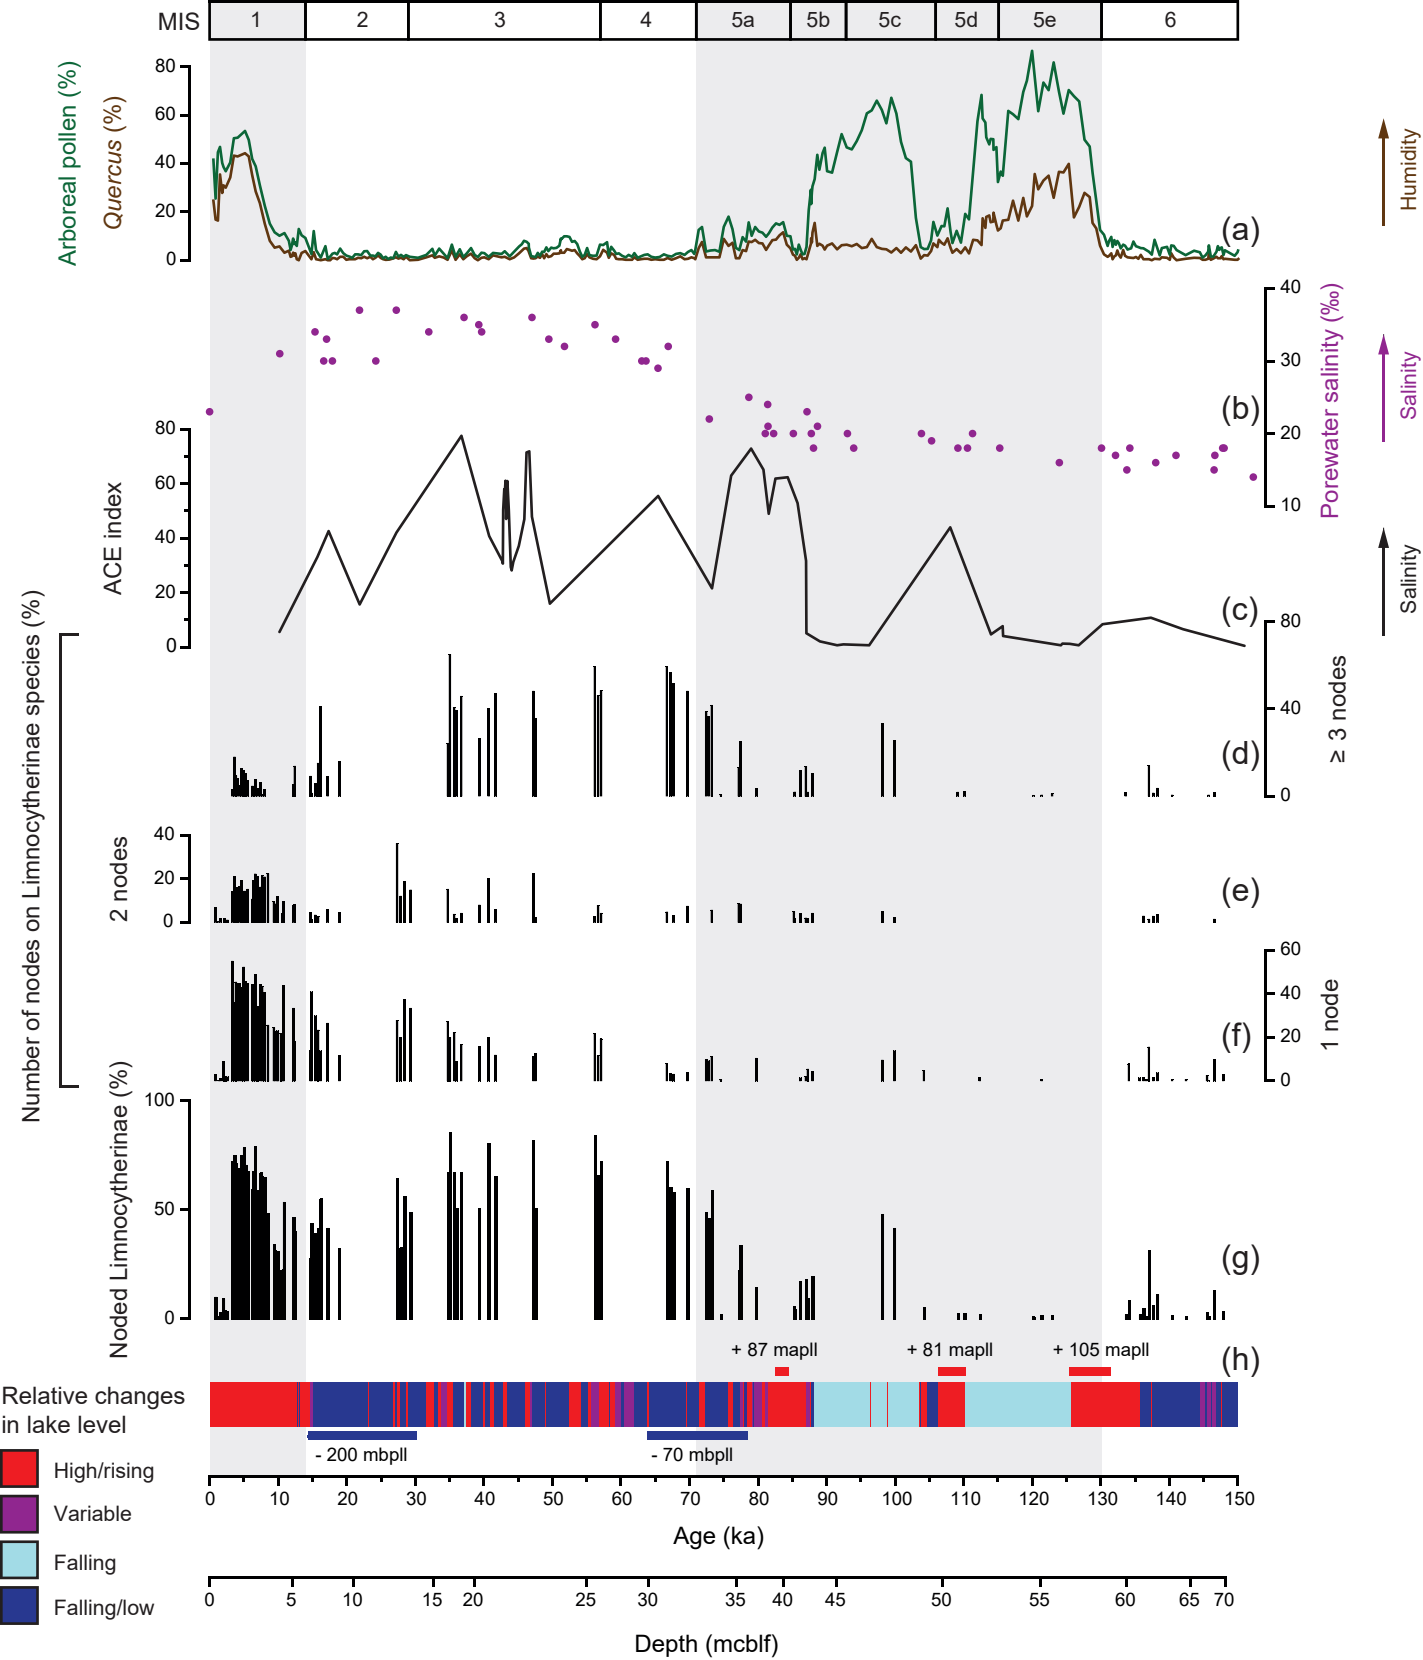 MIS 1 2 3 4 5a 5b 5c 5d 5e 6
Arboreal pollen (%)
Quercus (%)
80
60
40
20
0
(a)
Humidity
40
30
20
10
Porewater salinity (‰)
(b)
Salinity
ACE index
80
60
40
20
0
(c)
Salinity
Number of nodes on Limnocytherinae species (%)
80
40
0
≥ 3 nodes
(d)
2 nodes
40
20
0
(e)
60
40
20
0
1 node
(f)
Noded Limnocytherinae (%)
100
50
0
(g)
+ 87 mapll + 81 mapll + 105 mapll
(h)
Relative changes
in lake level
- 200 mbpll - 70 mbpll
High/rising
Variable
Falling
Falling/low
0 10 20 30 40 50 60 70 80 90 100 110 120 130 140 150
Age (ka)
0 5 10 15 20 25 30 35 40 45 50 55 60 65 70
Depth (mcblf)